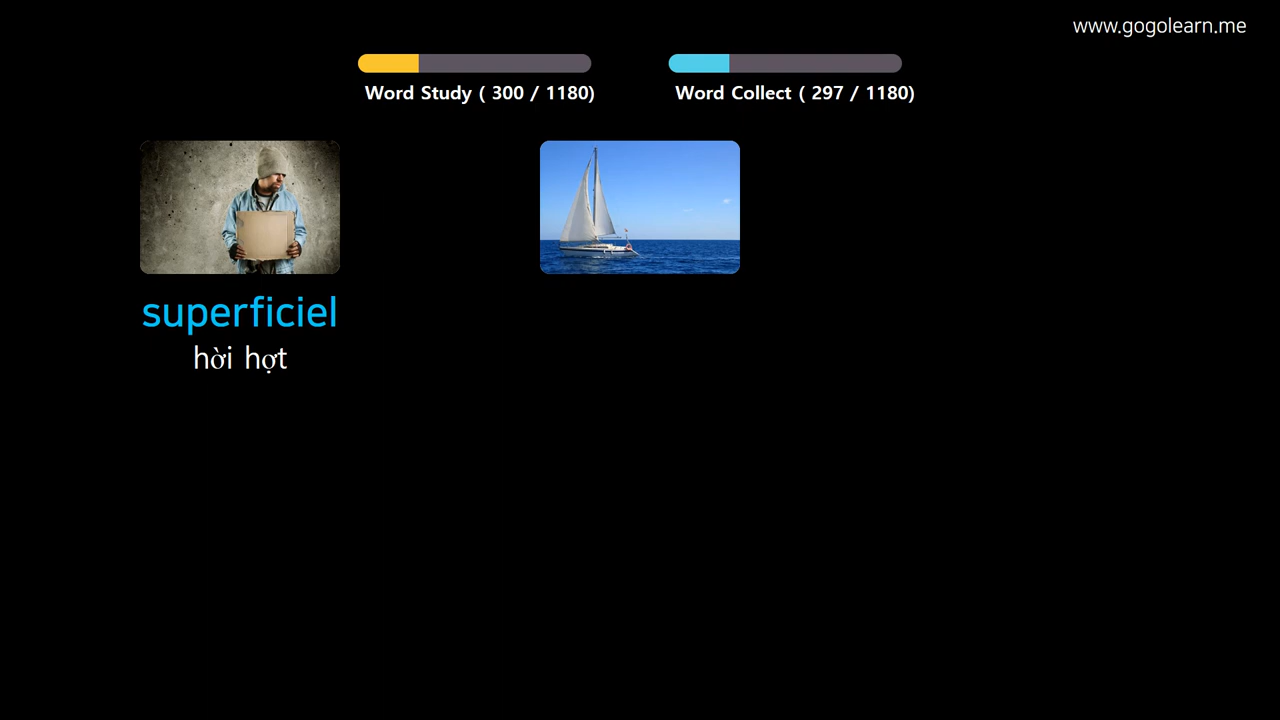 www.gogolearn.me
Word Study ( 300 / 1180)
Word Collect ( 297 / 1180)
superficiel
hời hợt